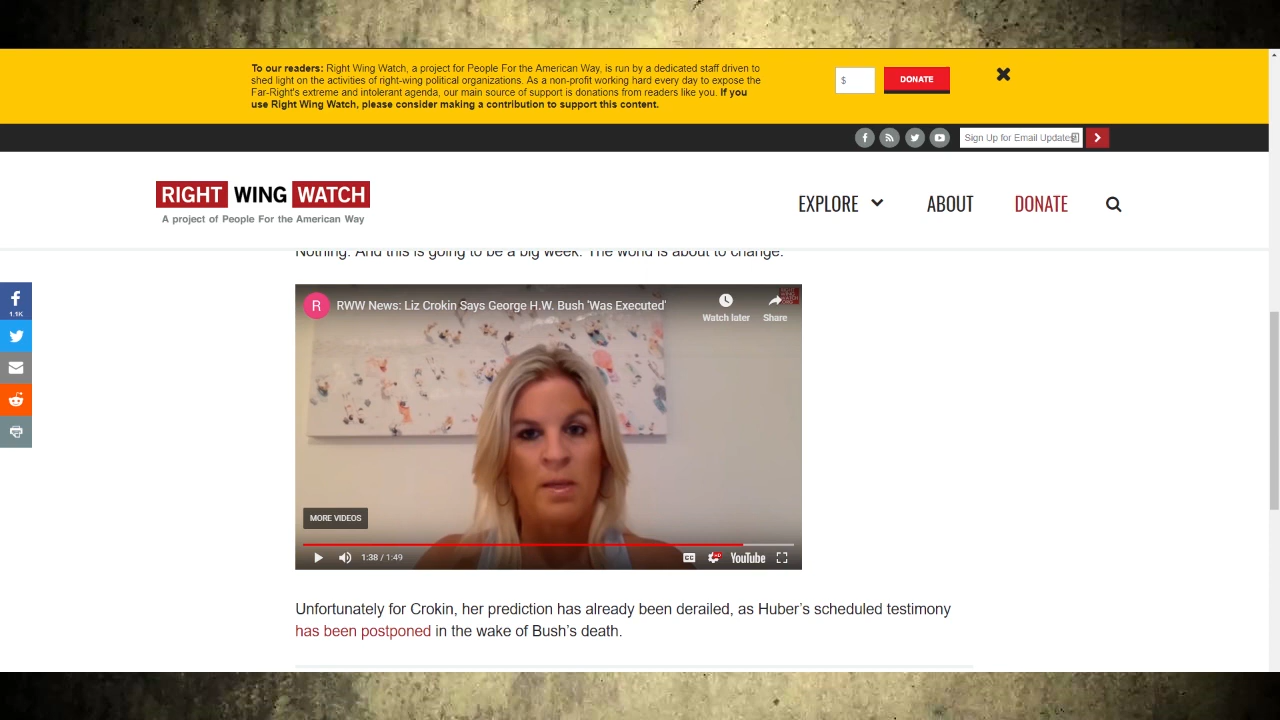 To our readers: Right Wing Watch, a project for People For the American Way, is run by a dedicated staff driven to
shed light on the activities of right-wing political organizations. As a non-profit working hard every day to expose the
Far-Right's extreme and intolerant agenda, our main source of support is donations from readers like you. If you
use Right Wing Watch, please consider making a contribution to support this content.
$
DONATE
Sign Up for Email Updates
RIGHT WING WATCH
A project of People For the American Way
EXPLORE
ABOUT
DONATE
Nothing. And this is going to be a big week. The world is about to change.
1.1K
R
RWW News: Liz Crokin Says George H.W. Bush 'Was Executed'
Watch later
Share
MORE VIDEOS
1:38 / 1:49
CC
HD
YouTube
Unfortunately for Crokin, her prediction has already been derailed, as Huber's scheduled testimony
has been postponed in the wake of Bush's death.